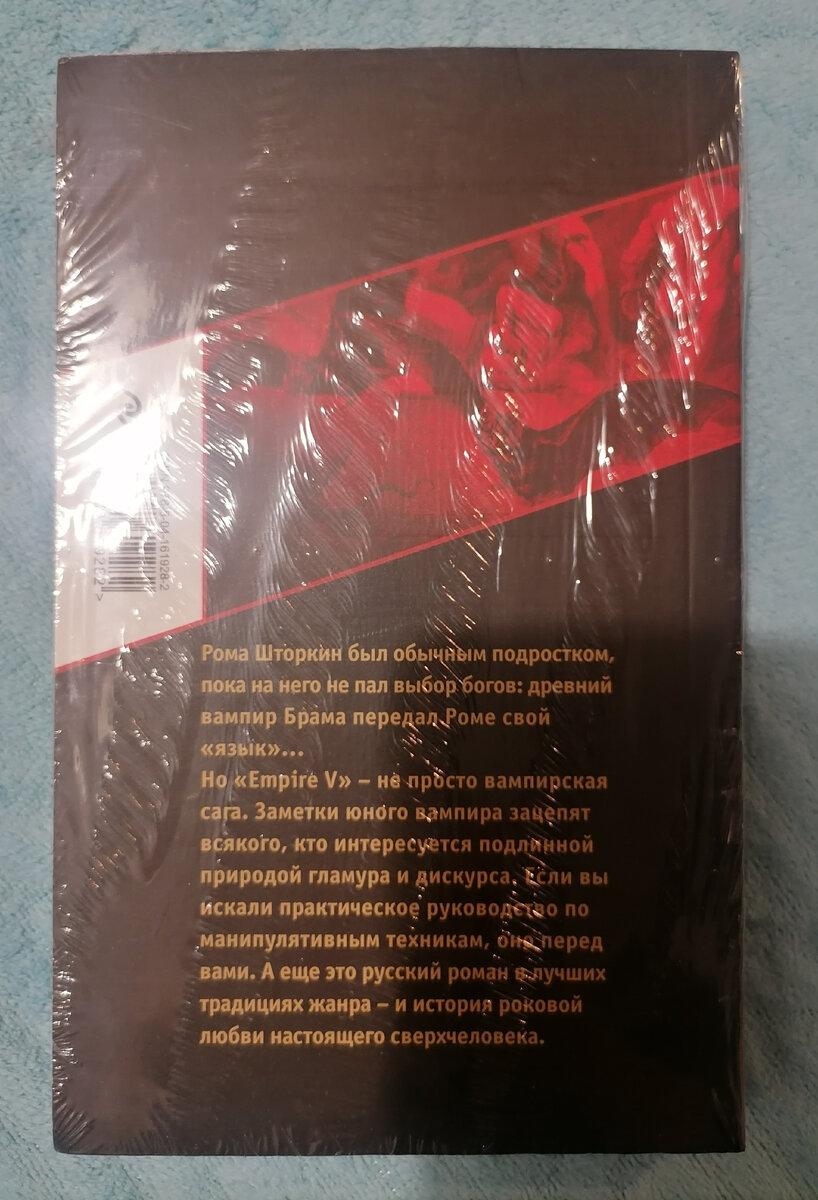 161928-2
Рома Шторкин был обычным подростком,
пока на него не пал выбор богов: древний
вампир Брама передал Роме свой
«язык»...
Но «Empire V» – не просто вампирская
сага. Заметки юного вампира зацепят
всякого, кто интересуется подлинной
природой гламура и дискурса. Если вы
искали практическое руководство по
манипулятивным техникам, оно перед
вами. А еще это русский роман в лучших
традициях жанра – и история роковой
любви настоящего сверхчеловека.